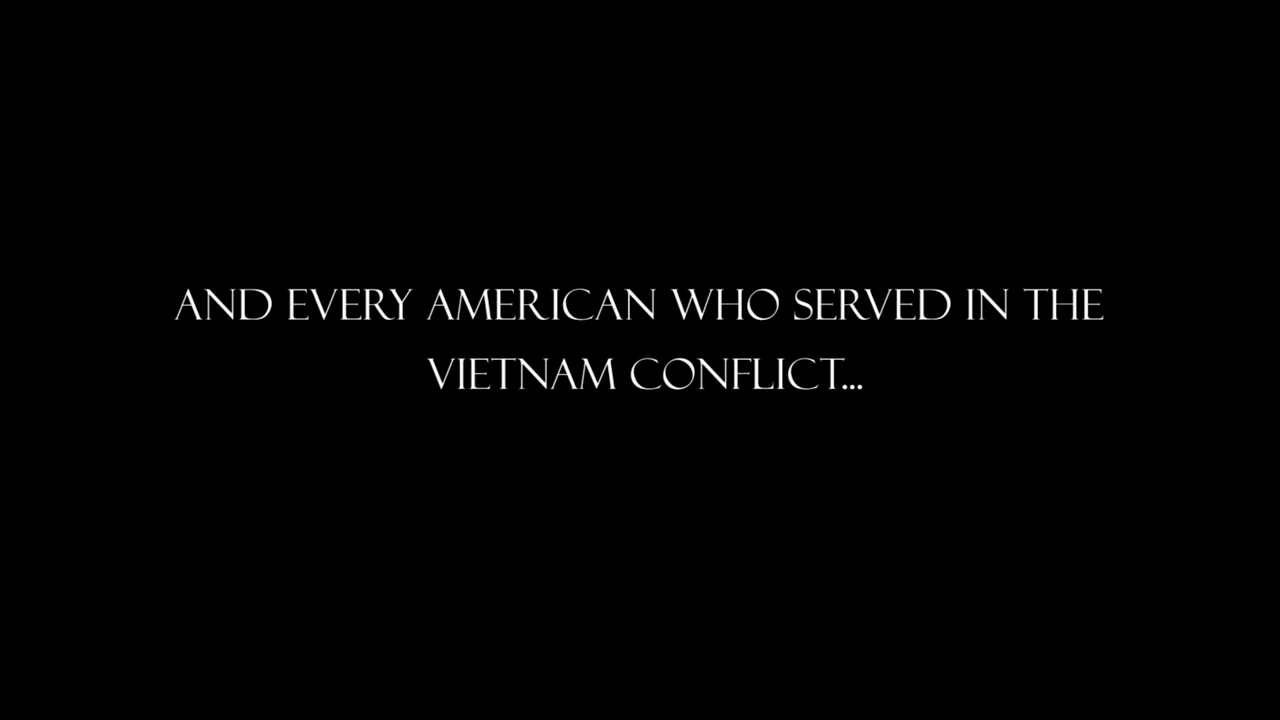 AND EVERY AMERICAN WHO SERVED IN THE
VIETNAM CONFLICT...